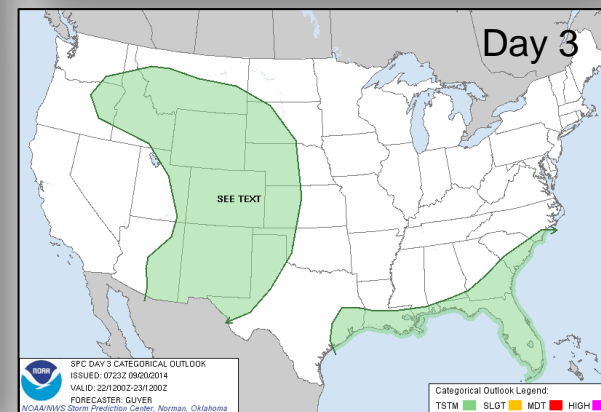 Day 3
SEE TEXT
NOAA
SPC DAY 3 CATEGORICAL OUTLOOK
ISSUED: 0723Z 09/20/2014
VALID: 22/1200Z-23/1200Z
FORECASTER: GUYER
NOAA/NWS Storm Prediction Center, Norman, Oklahoma
Categorical Outlook Legend:
TSTM SLGT MDT HIGH